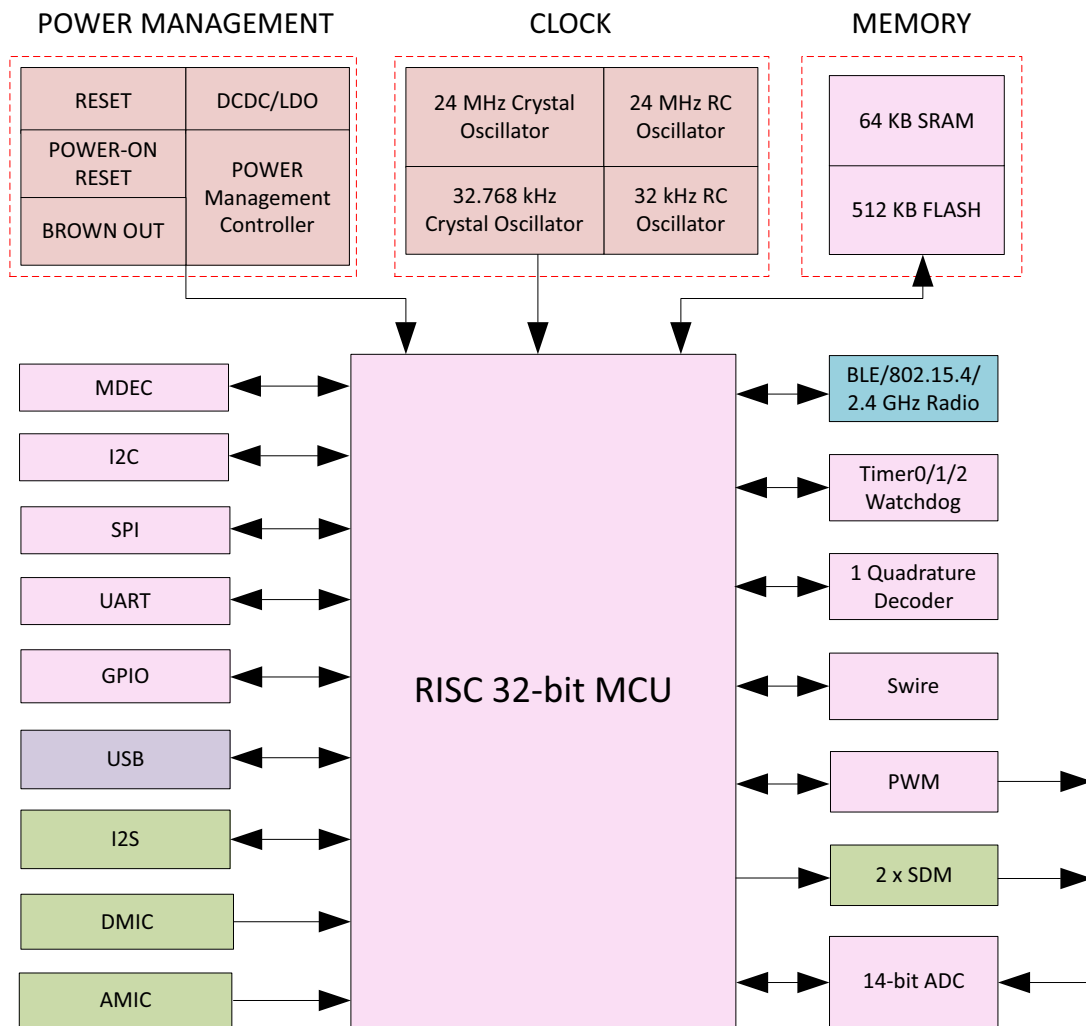 POWER MANAGEMENT
CLOCK
MEMORY
RESET
DCDC/LDO
POWER-ON
RESET
POWER
Management
Controller
BROWN OUT
24 MHz Crystal
Oscillator
24 MHz RC
Oscillator
32.768 kHz
Crystal Oscillator
32 kHz RC
Oscillator
64 KB SRAM
512 KB FLASH
MDEC
I2C
SPI
UART
GPIO
USB
I2S
DMIC
AMIC
RISC 32-bit MCU
BLE/802.15.4/
2.4 GHz Radio
Timer0/1/2
Watchdog
1 Quadrature
Decoder
Swire
PWM
2 x SDM
14-bit ADC